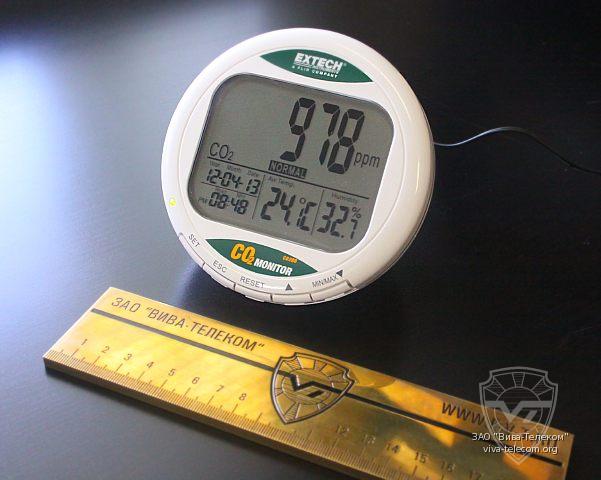 EXTECH
INSTRUMENTS
A FLIR COMPANY
978 ppm
CO2
NORMAL
Year Month Date
12-04-13
PM 08:48
Air Temp.
24.1°C
Humidity
32.7%
CO2 MONITOR
CO200
SET
ESC
RESET
▲
MIN/MAX▼
ЗАО "ВИВА-ТЕЛЕКОМ"
1 2 3 4 5 6 7 8
12 13 14
17
www.
ЗАО "Вива-Телеком"
viva-telecom.org